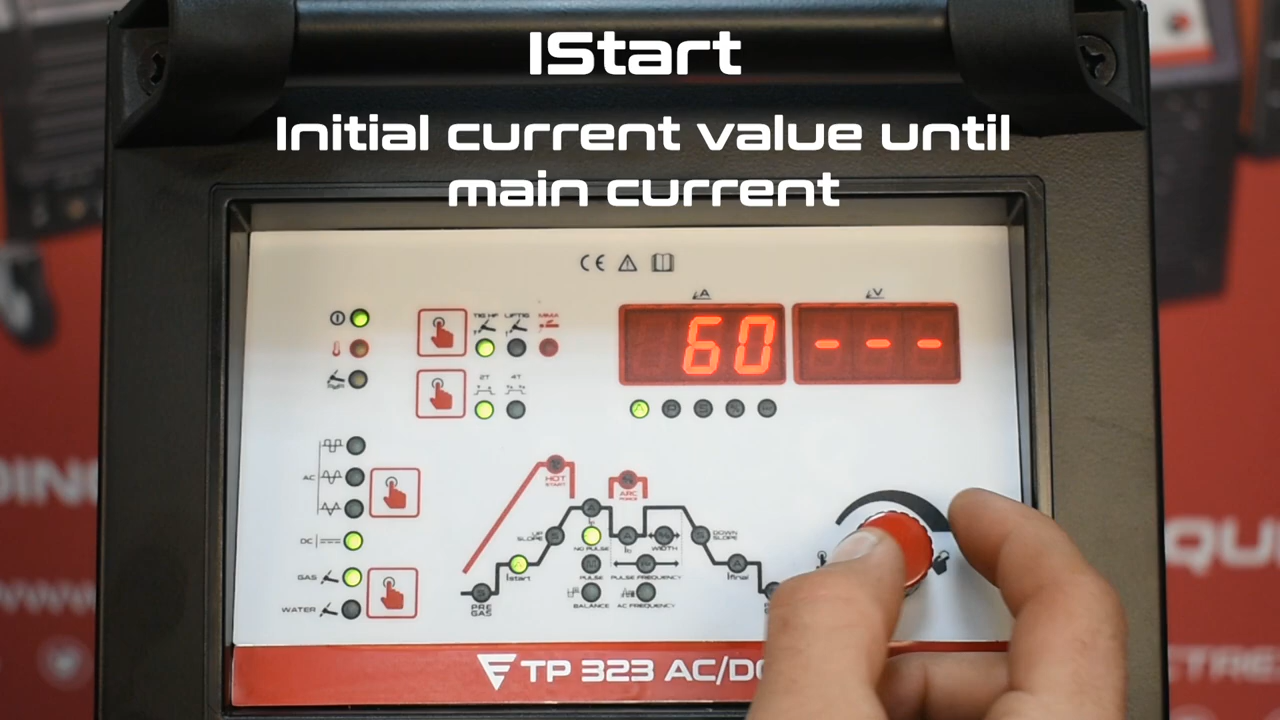 IStart
Initial current value until
main current
CE
A
V
60
---
TIG HF LIFTIG MMA
2T 4T
A P S % ~
AC
HOT
START
ARC
FORCE
UP
SLOPE
DOWN
SLOPE
DC
NO PULSE
WIDTH
GAS
Istart
PULSE
PULSE FREQUENCY
Ifinal
WATER
PRE
GAS
BALANCE
AC FREQUENCY
TP 323 AC/DC